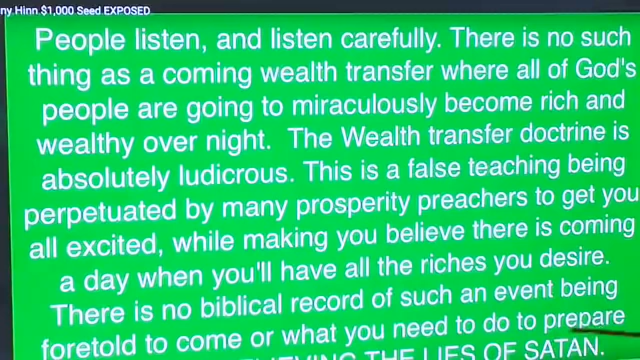 ny Hinn $1,000 Seed EXPOSED
People listen, and listen carefully. There is no such
thing as a coming wealth transfer where all of God's
people are going to miraculously become rich and
wealthy over night. The Wealth transfer doctrine is
absolutely ludicrous. This is a false teaching being
perpetuated by many prosperity preachers to get you
all excited, while making you believe there is coming
a day when you'll have all the riches you desire.
There is no biblical record of such an event being
foretold to come or what you need to do to prepare
THE LIES OF SATAN.